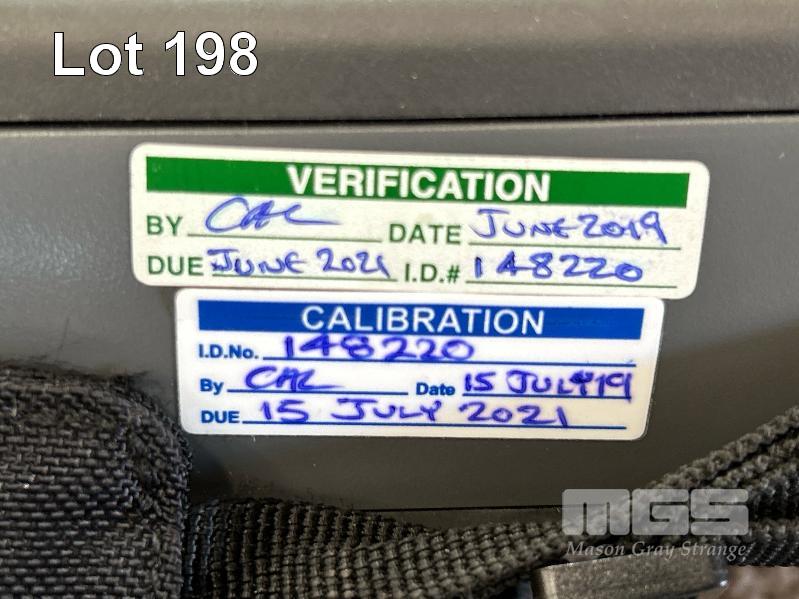 Lot 198
VERIFICATION
BY CAL DATE JUNE 2019
DUE JUNE 2021 I.D.# 148220
CALIBRATION
I.D.No. 148220
By CAL Date 15 JULY 19
DUE 15 JULY 2021
MGS
Mason Gray Strange